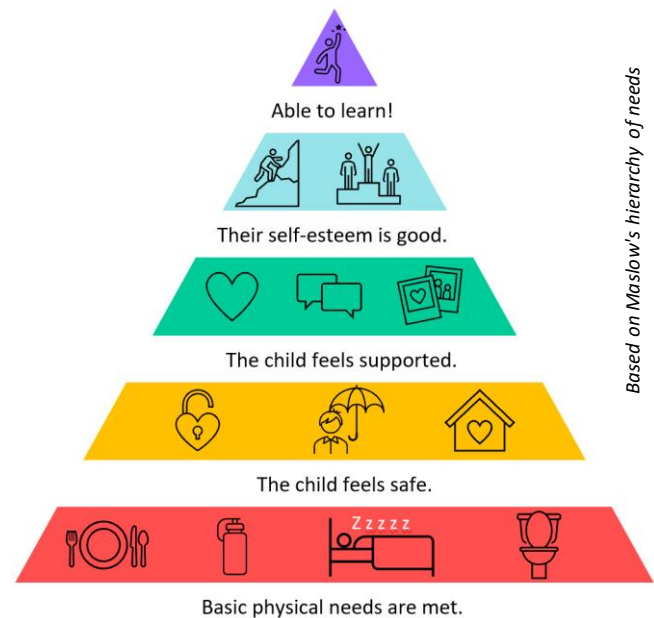 Able to learn!
Their self-esteem is good.
The child feels supported.
The child feels safe.
Z z z z z
Basic physical needs are met.
Based on Maslow's hierarchy of needs